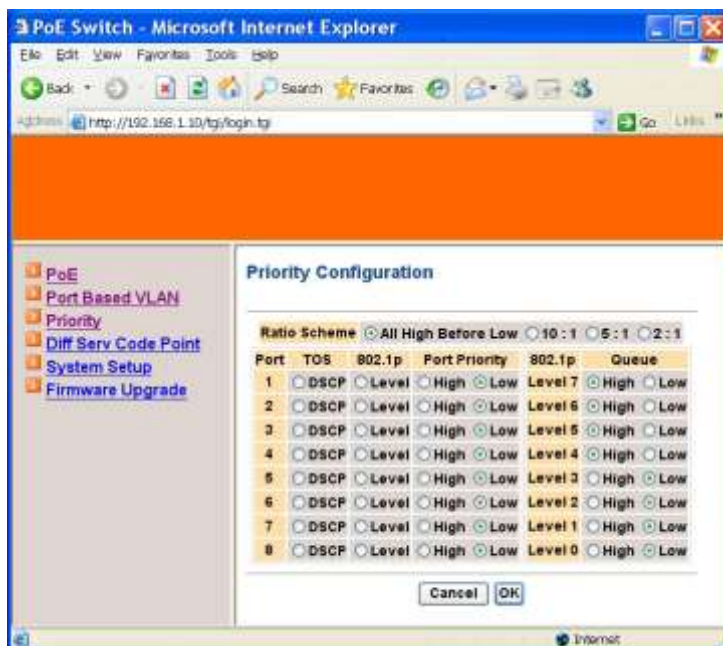 PoE Switch - Microsoft Internet Explorer
File Edit View Favorites Tools Help
Back Search Favorites
Address http://192.168.1.10/tgi/login.tgi Go Links »
PoE
Port Based VLAN
Priority
Diff Serv Code Point
System Setup
Firmware Upgrade
Priority Configuration
Ratio Scheme All High Before Low 10 : 1 5 : 1 2 : 1
Port TOS 802.1p Port Priority 802.1p Queue
1 DSCP Level High Low Level 7 High Low
2 DSCP Level High Low Level 6 High Low
3 DSCP Level High Low Level 5 High Low
4 DSCP Level High Low Level 4 High Low
5 DSCP Level High Low Level 3 High Low
6 DSCP Level High Low Level 2 High Low
7 DSCP Level High Low Level 1 High Low
8 DSCP Level High Low Level 0 High Low
Cancel OK
Internet